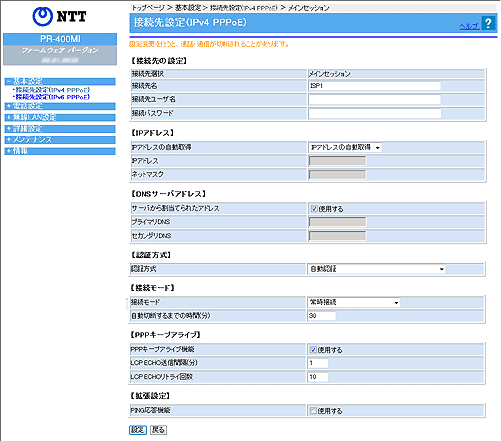 NTT
PR-400MI
ファームウェア バージョン
－基本設定
・接続先設定(IPv4 PPPoE)
・接続先設定(IPv6 PPPoE)
＋電話設定
＋無線LAN設定
＋詳細設定
＋メンテナンス
＋情報
トップページ > 基本設定 > 接続先設定(IPv4 PPPoE) > メインセッション
接続先設定(IPv4 PPPoE)
ヘルプ ?
設定変更を行うと、通話・通信が切断されることがあります。
【接続先の設定】
接続先選択 メインセッション
接続先名 ISP1
接続先ユーザ名
接続パスワード
【IPアドレス】
IPアドレスの自動取得 IPアドレスの自動取得
IPアドレス
ネットマスク
【DNSサーバアドレス】
サーバから割当てられたアドレス 使用する
プライマリDNS
セカンダリDNS
【認証方式】
認証方式 自動認証
【接続モード】
接続モード 常時接続
自動切断するまでの時間(分) 30
【PPPキープアライブ】
PPPキープアライブ機能 使用する
LCP ECHO送信間隔(分) 1
LCP ECHOリトライ回数 10
【拡張設定】
PING応答機能 使用する
設定 戻る